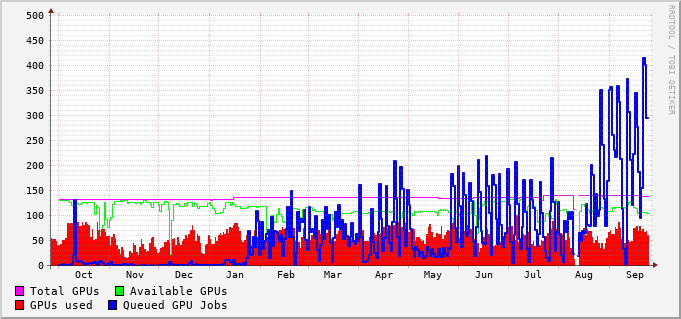 500
450
400
350
300
250
200
150
100
50
0
Oct Nov Dec Jan Feb Mar Apr May Jun Jul Aug Sep
Total GPUs Available GPUs
GPUs used Queued GPU Jobs
RRDTOOL / TOBI OETIKER